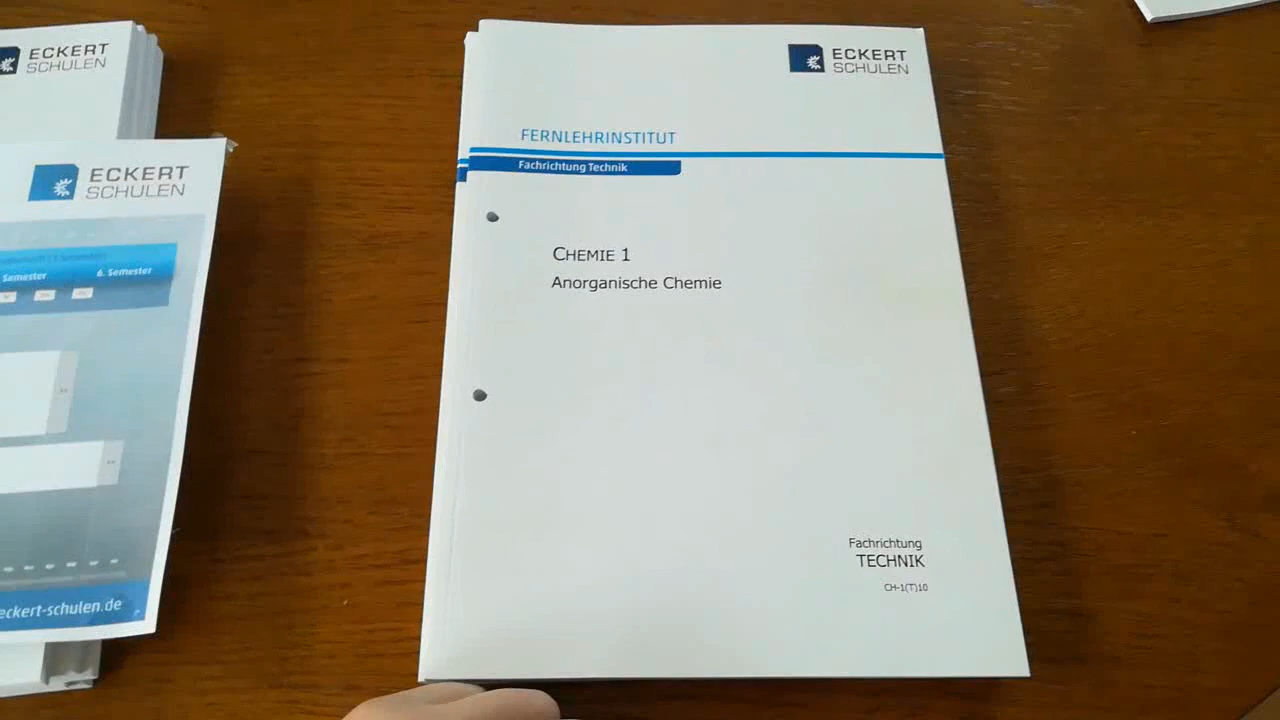 ECKERT
SCHULEN
ECKERT
SCHULEN
Semester
6. Semester
eckert-schulen.de
ECKERT
SCHULEN
FERNLEHRINSTITUT
Fachrichtung Technik
CHEMIE 1
Anorganische Chemie
Fachrichtung
TECHNIK
CH-1(T)10